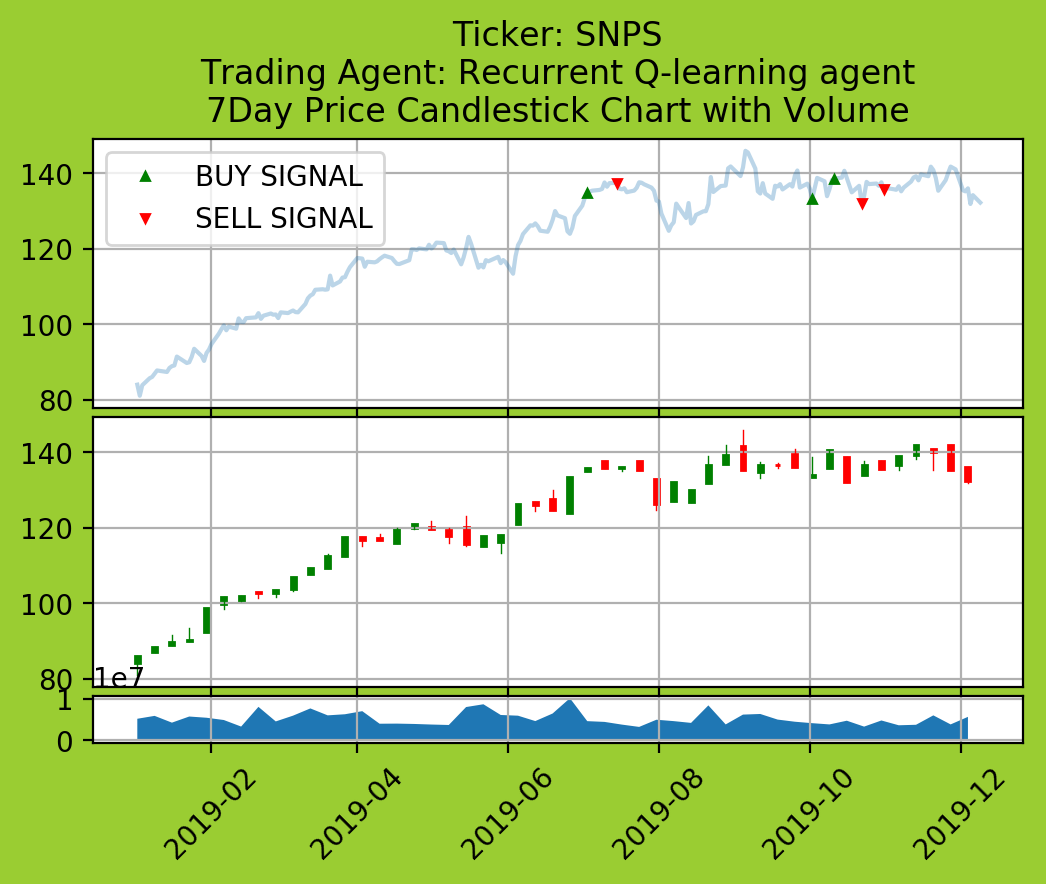 Ticker: SNPS
Trading Agent: Recurrent Q-learning agent
7Day Price Candlestick Chart with Volume
BUY SIGNAL
SELL SIGNAL
140
120
100
80
140
120
100
80
1e7
1
0
2019-02
2019-04
2019-06
2019-08
2019-10
2019-12